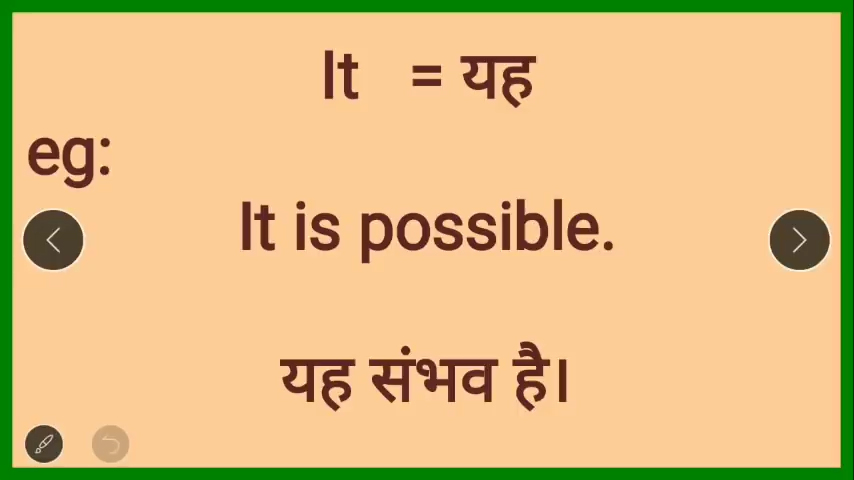 It = यह
eg:
It is possible.
यह संभव है।